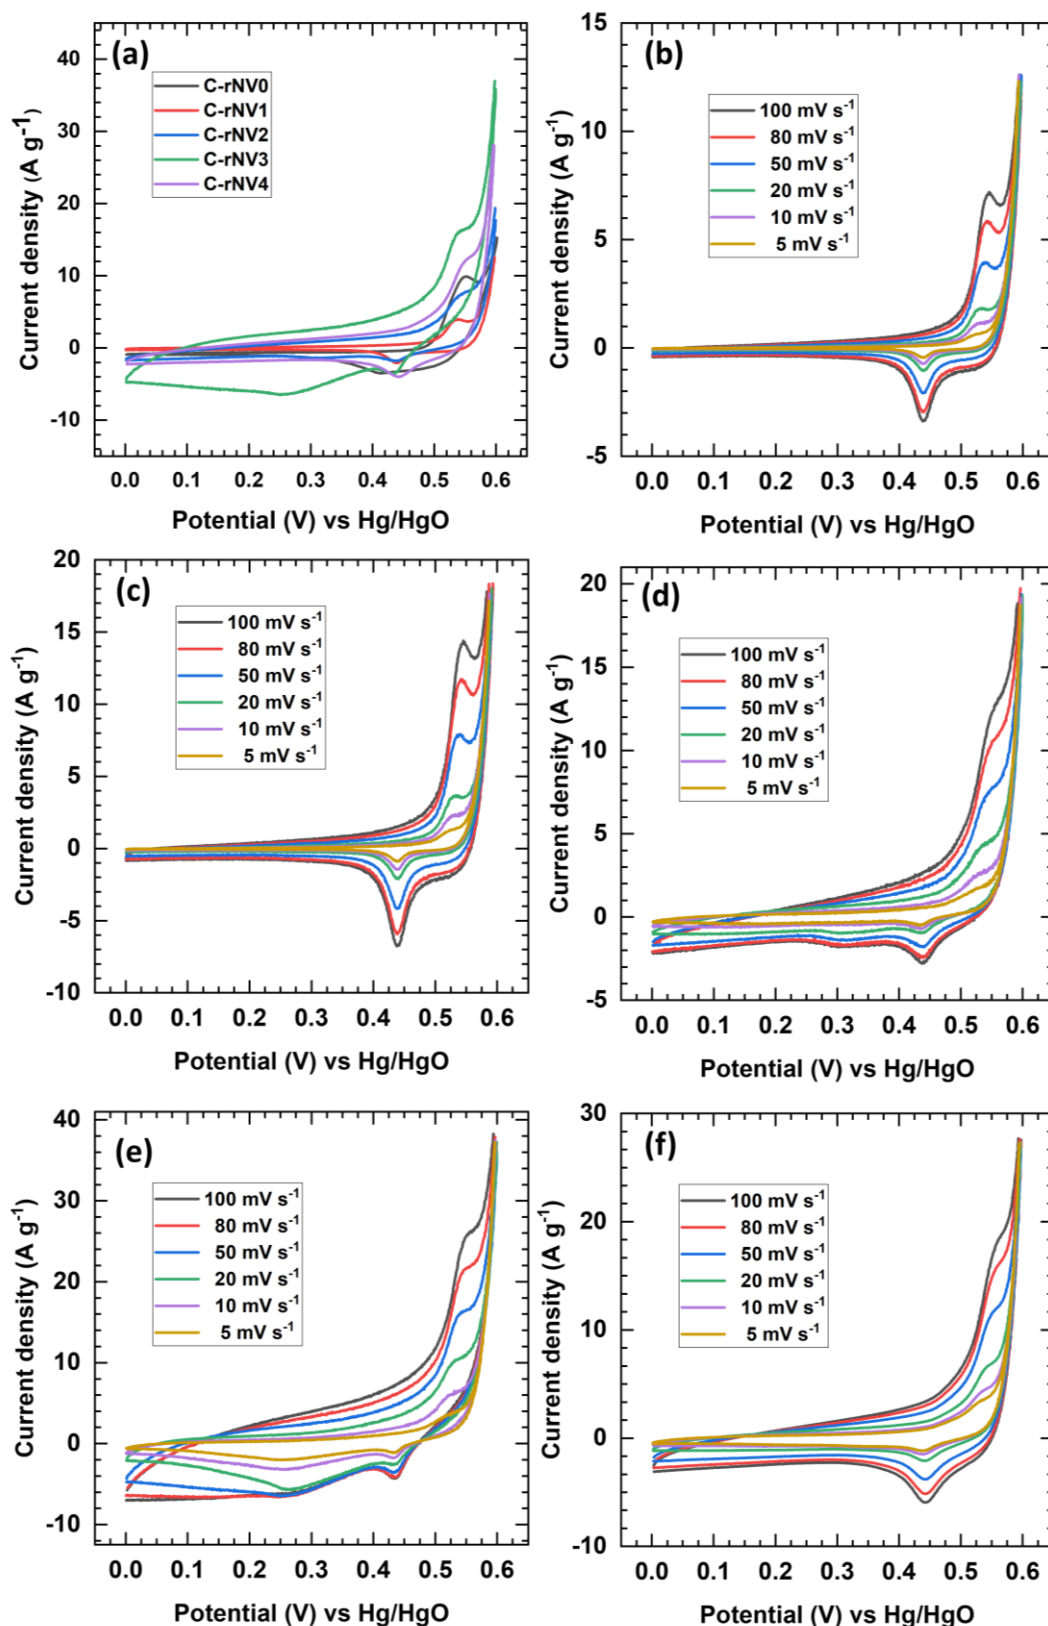 (a)
C-rNV0
C-rNV1
C-rNV2
C-rNV3
C-rNV4
40
30
20
10
0
-10
0.0 0.1 0.2 0.3 0.4 0.5 0.6
Current density (A g⁻¹)
Potential (V) vs Hg/HgO
(b)
100 mV s⁻¹
80 mV s⁻¹
50 mV s⁻¹
20 mV s⁻¹
10 mV s⁻¹
5 mV s⁻¹
15
10
5
0
-5
0.0 0.1 0.2 0.3 0.4 0.5 0.6
Current density (A g⁻¹)
Potential (V) vs Hg/HgO
(c)
100 mV s⁻¹
80 mV s⁻¹
50 mV s⁻¹
20 mV s⁻¹
10 mV s⁻¹
5 mV s⁻¹
20
15
10
5
0
-5
-10
0.0 0.1 0.2 0.3 0.4 0.5 0.6
Current density (A g⁻¹)
Potential (V) vs Hg/HgO
(d)
100 mV s⁻¹
80 mV s⁻¹
50 mV s⁻¹
20 mV s⁻¹
10 mV s⁻¹
5 mV s⁻¹
20
15
10
5
0
-5
0.0 0.1 0.2 0.3 0.4 0.5 0.6
Current density (A g⁻¹)
Potential (V) vs Hg/HgO
(e)
100 mV s⁻¹
80 mV s⁻¹
50 mV s⁻¹
20 mV s⁻¹
10 mV s⁻¹
5 mV s⁻¹
40
30
20
10
0
-10
0.0 0.1 0.2 0.3 0.4 0.5 0.6
Current density (A g⁻¹)
Potential (V) vs Hg/HgO
(f)
100 mV s⁻¹
80 mV s⁻¹
50 mV s⁻¹
20 mV s⁻¹
10 mV s⁻¹
5 mV s⁻¹
30
20
10
0
-10
0.0 0.1 0.2 0.3 0.4 0.5 0.6
Current density (A g⁻¹)
Potential (V) vs Hg/HgO